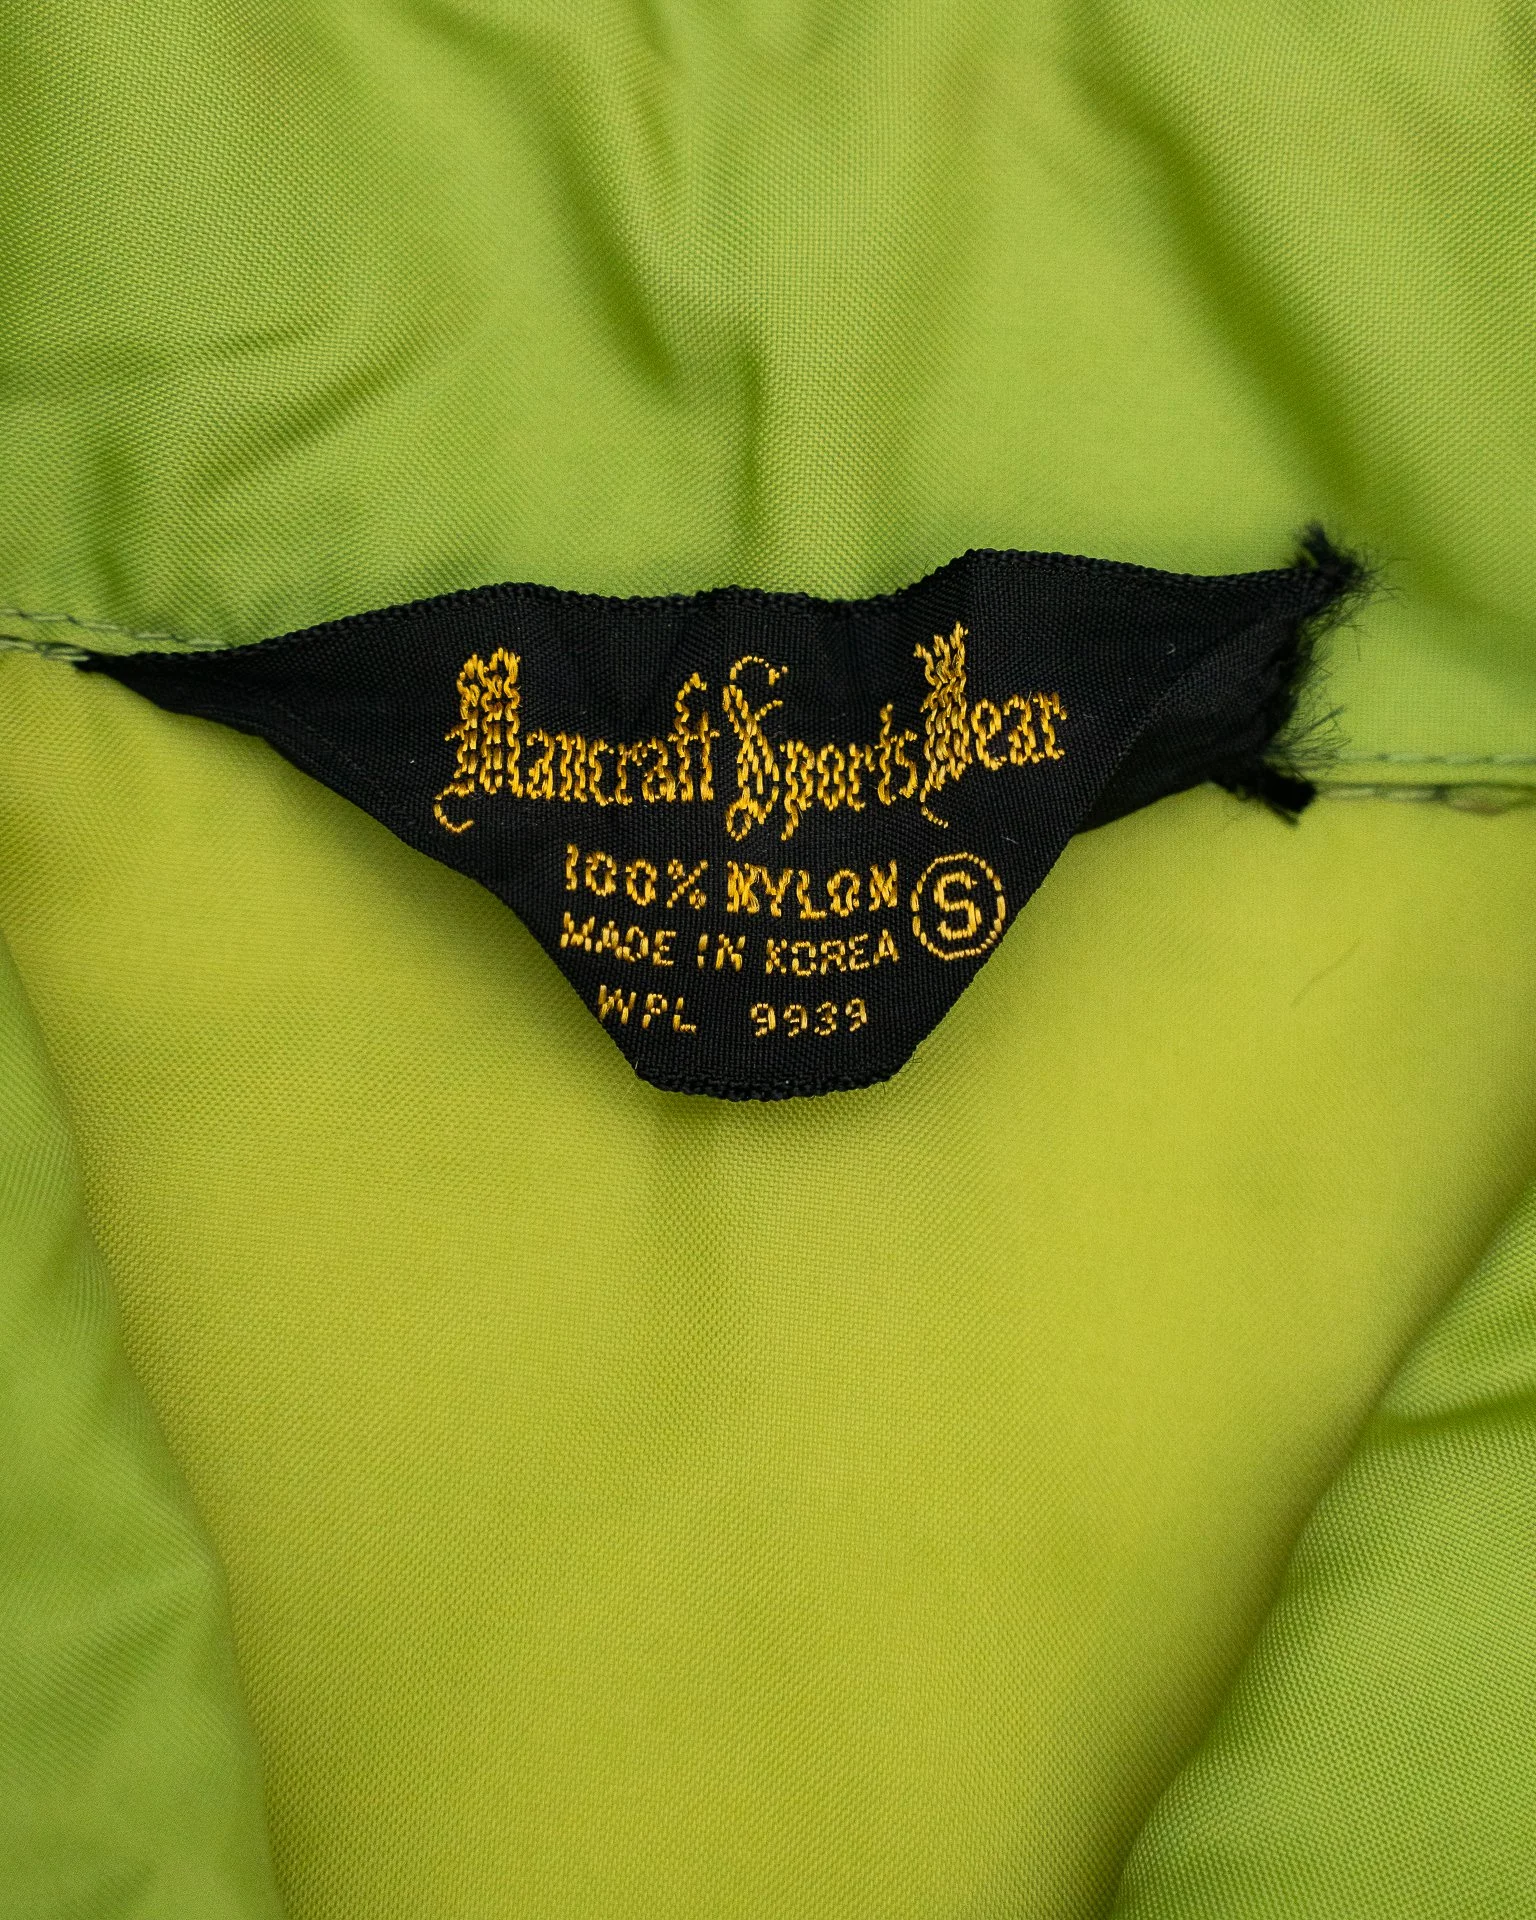 Mancraft Sports Wear
100% NYLON S
MADE IN KOREA
WPL 9939